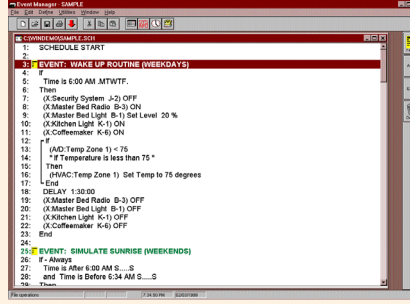 Event Manager - SAMPLE
File Edit Define Utilities Window Help
C:\WINDEMO\SAMPLE.SCH
1: SCHEDULE START
2:
3: EVENT: WAKE UP ROUTINE (WEEKDAYS)
4: If
5: Time is 6:00 AM .MTWTF.
6: Then
7: (X:Security System J-2) OFF
8: (X:Master Bed Radio B-3) ON
9: (X:Master Bed Light B-1) Set Level 20 %
10: (X:Kitchen Light K-1) ON
11: (X:Coffeemaker K-6) ON
12: If
13: (A/D:Temp Zone 1) < 75
14: " If Temperature is less than 75 "
15: Then
16: (HVAC:Temp Zone 1) Set Temp to 75 degrees
17: End
18: DELAY 1:30:00
19: (X:Master Bed Radio B-3) OFF
20: (X:Master Bed Light B-1) OFF
21: (X:Kitchen Light K-1) OFF
22: (X:Coffeemaker K-6) OFF
23: End
24:
25: EVENT: SIMULATE SUNRISE (WEEKENDS)
26: If - Always
27: Time is After 6:00 AM S.....S
28: and Time is Before 6:34 AM S.....S
29: Then
File operations 7:34:00 PM